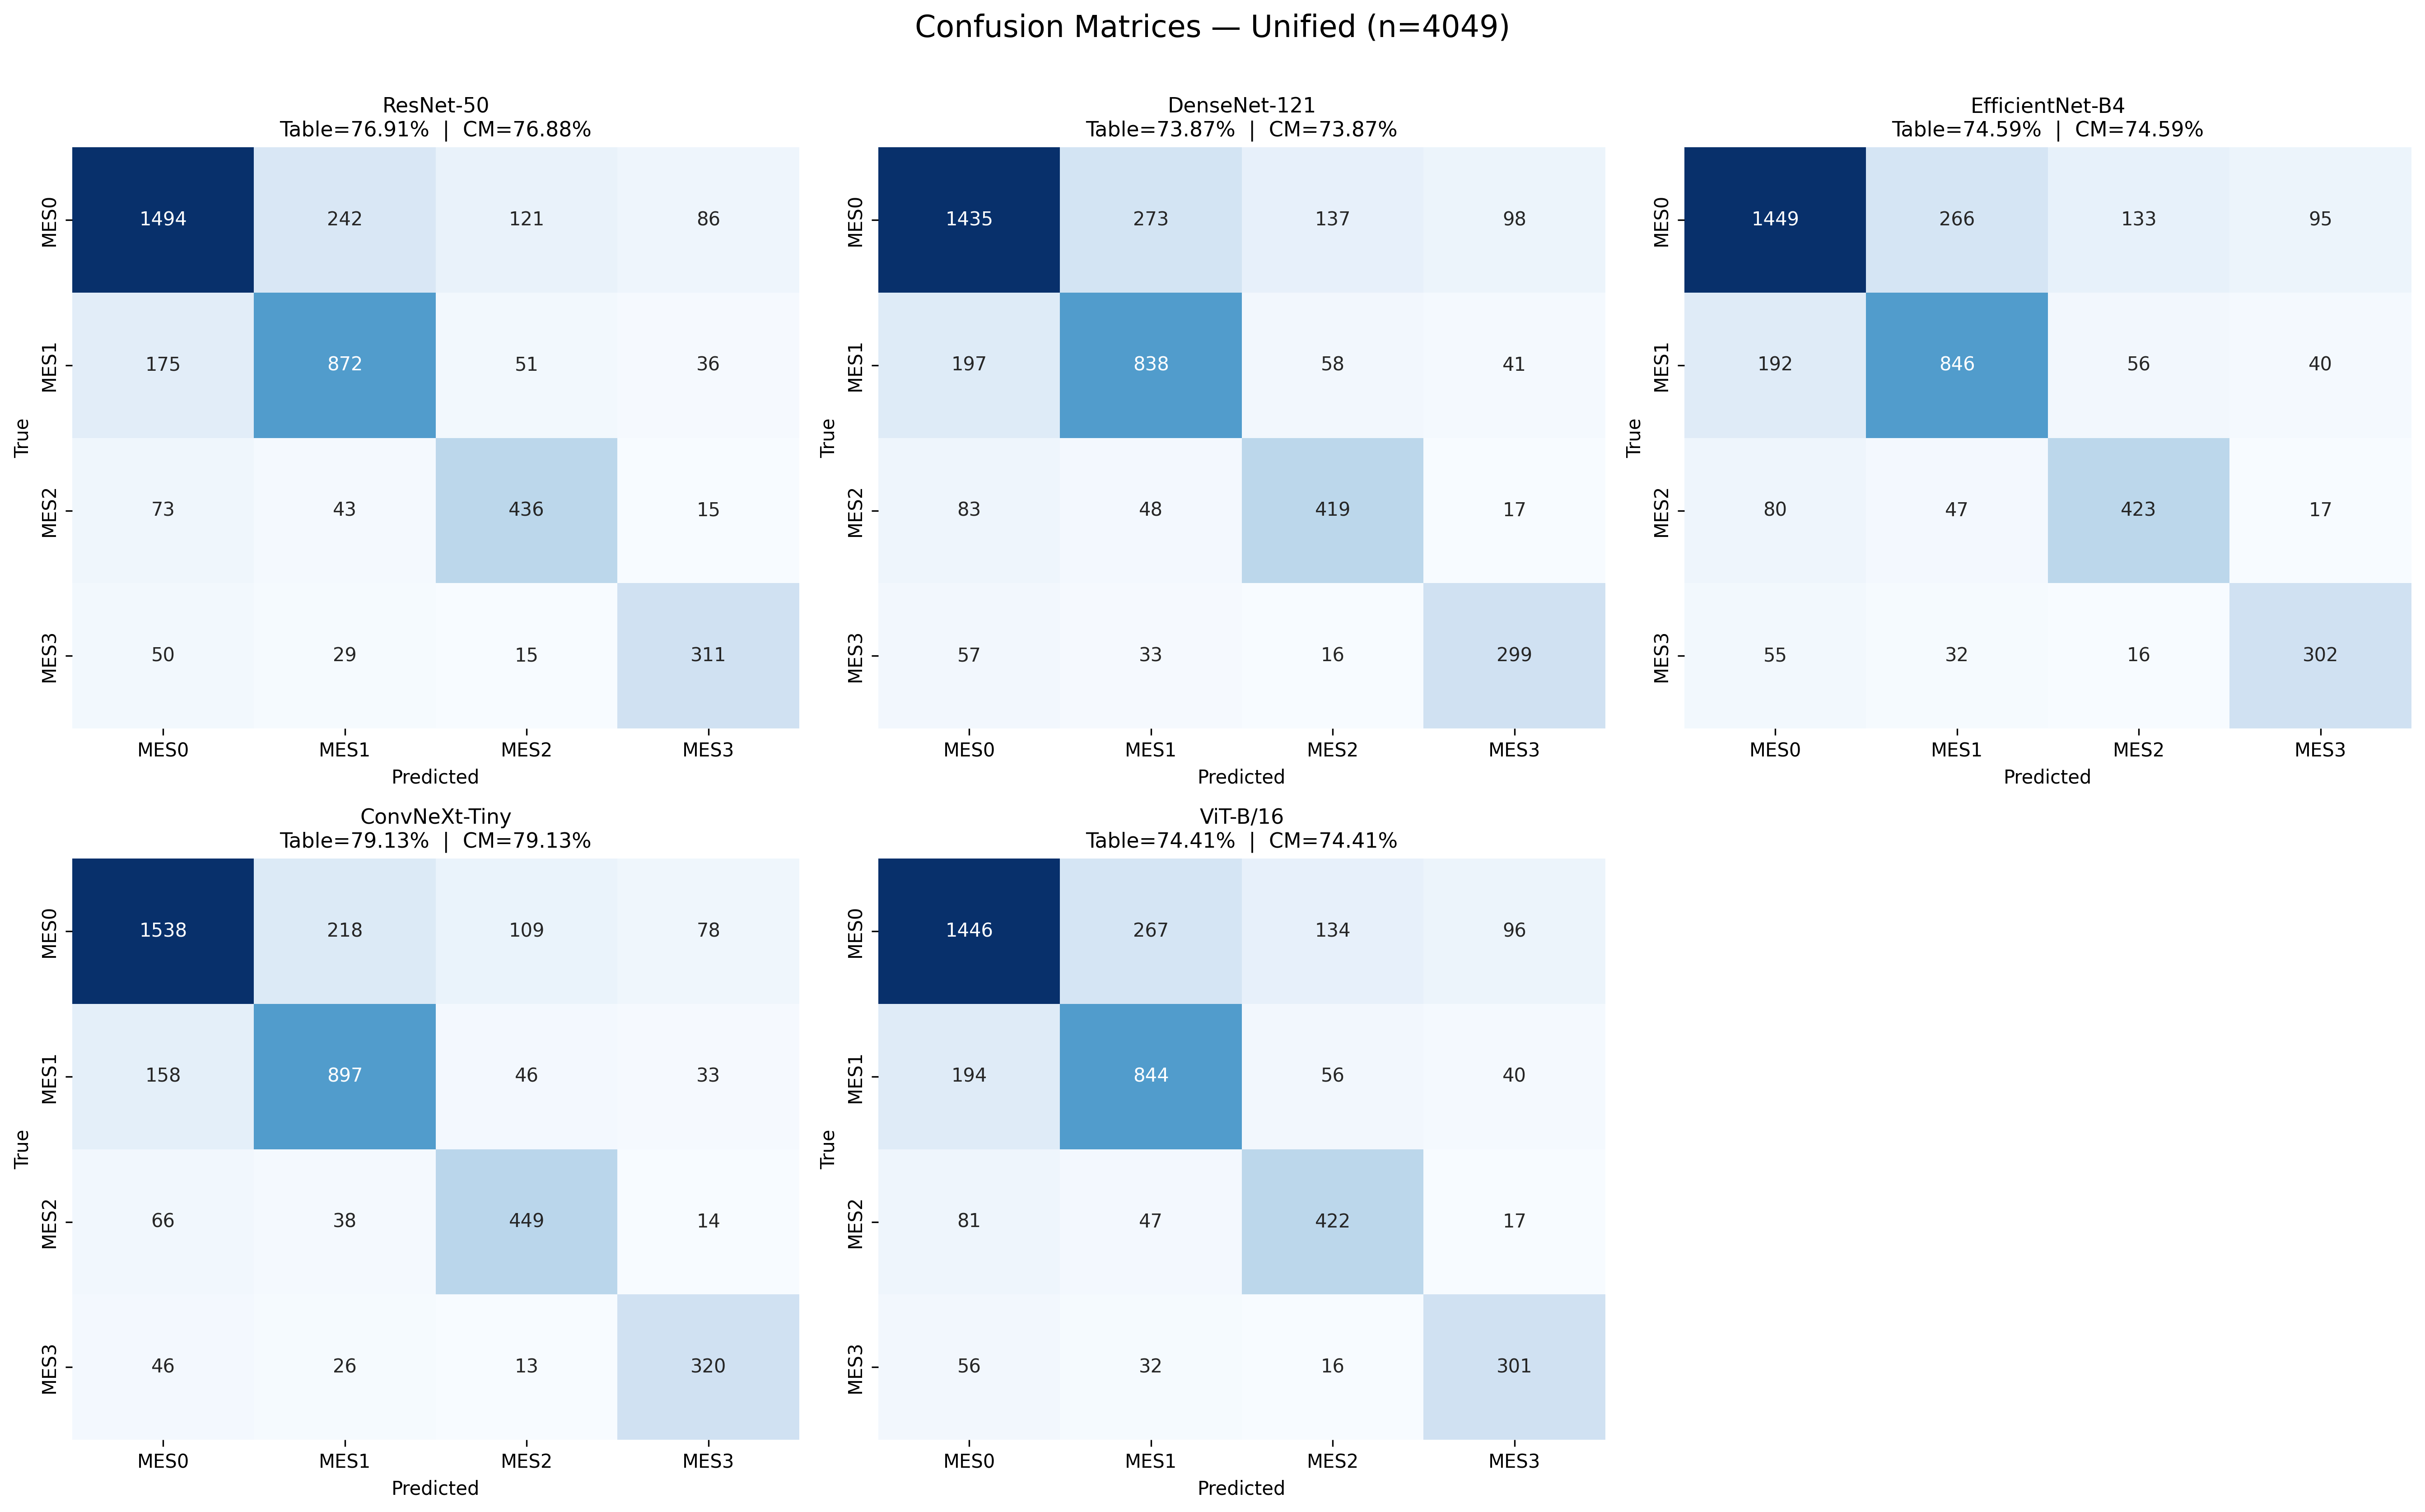 Confusion Matrices — Unified (n=4049)
ResNet-50
Table=76.91% | CM=76.88%
True
MES0 1494 242 121 86
MES1 175 872 51 36
MES2 73 43 436 15
MES3 50 29 15 311
MES0 MES1 MES2 MES3
Predicted
DenseNet-121
Table=73.87% | CM=73.87%
True
MES0 1435 273 137 98
MES1 197 838 58 41
MES2 83 48 419 17
MES3 57 33 16 299
MES0 MES1 MES2 MES3
Predicted
EfficientNet-B4
Table=74.59% | CM=74.59%
True
MES0 1449 266 133 95
MES1 192 846 56 40
MES2 80 47 423 17
MES3 55 32 16 302
MES0 MES1 MES2 MES3
Predicted
ConvNeXt-Tiny
Table=79.13% | CM=79.13%
True
MES0 1538 218 109 78
MES1 158 897 46 33
MES2 66 38 449 14
MES3 46 26 13 320
MES0 MES1 MES2 MES3
Predicted
ViT-B/16
Table=74.41% | CM=74.41%
True
MES0 1446 267 134 96
MES1 194 844 56 40
MES2 81 47 422 17
MES3 56 32 16 301
MES0 MES1 MES2 MES3
Predicted